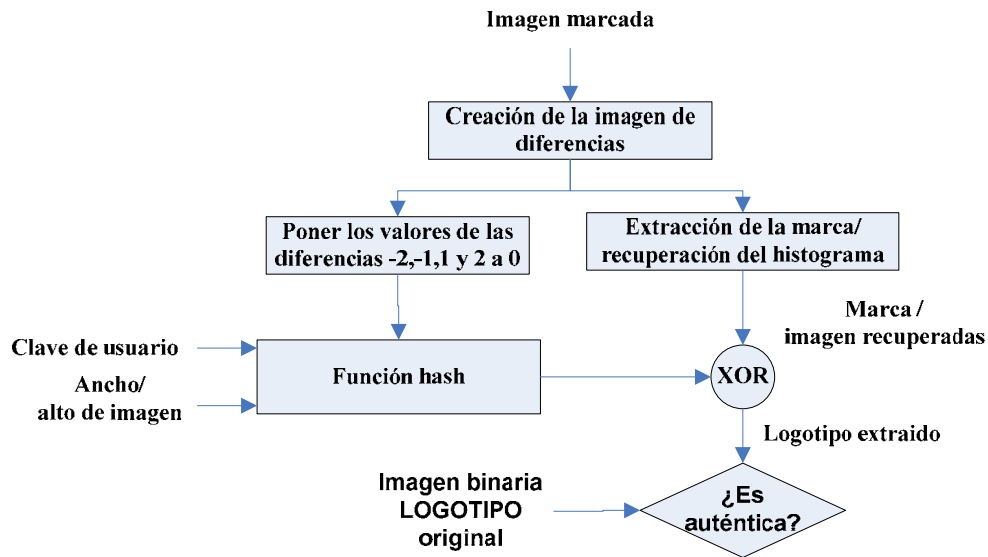 Imagen marcada
Creación de la imagen de
diferencias
Poner los valores de las
diferencias -2,-1,1 y 2 a 0
Extracción de la marca/
recuperación del histograma
Marca /
imagen recuperadas
Clave de usuario
Ancho/
alto de imagen
Función hash
XOR
Logotipo extraido
Imagen binaria
LOGOTIPO
original
¿Es
auténtica?